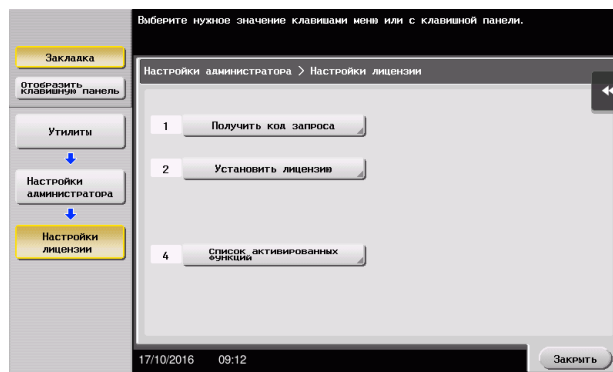 Выберите нужное значение клавишами меню или с клавишной панели.
Закладка
Отобразить
клавишную панель
Утилиты
Настройки
администратора
Настройки
лицензии
Настройки администратора > Настройки лицензии
1 Получить код запроса
2 Установить лицензию
4 Список активированных
функций
17/10/2016 09:12
Закрыть